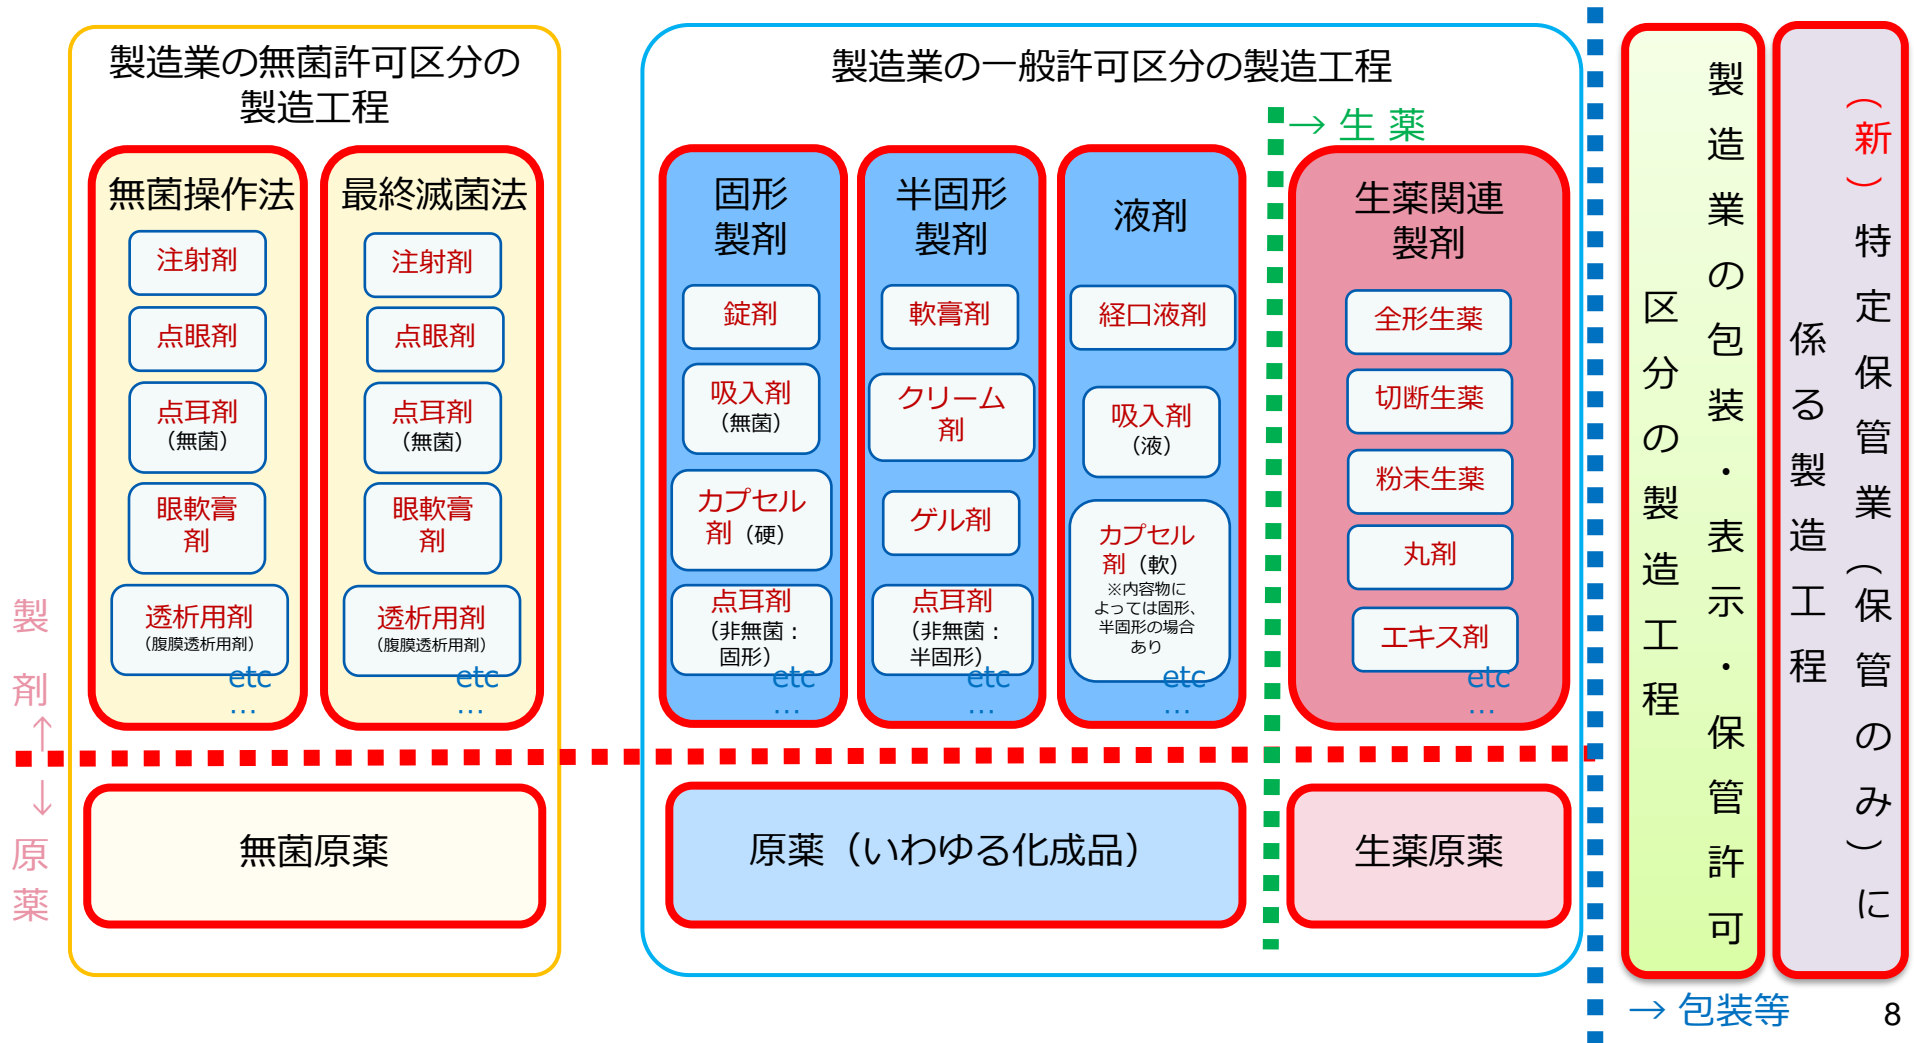 製造業の無菌許可区分の
製造工程
無菌操作法
注射剤
点眼剤
点耳剤
（無菌）
眼軟膏
剤
透析用剤
（腹膜透析用剤）
etc
…
最終滅菌法
注射剤
点眼剤
点耳剤
（無菌）
眼軟膏
剤
透析用剤
（腹膜透析用剤）
etc
…
無菌原薬
製造業の一般許可区分の製造工程
固形
製剤
錠剤
吸入剤
（無菌）
カプセル
剤（硬）
点耳剤
（非無菌：
固形）
etc
…
半固形
製剤
軟膏剤
クリーム
剤
ゲル剤
点耳剤
（非無菌：
半固形）
etc
…
液剤
経口液剤
吸入剤
（液）
カプセル
剤（軟）
※内容物に
よっては固形、
半固形の場合
あり
etc
…
→ 生 薬
生薬関連
製剤
全形生薬
切断生薬
粉末生薬
丸剤
エキス剤
etc
…
原薬（いわゆる化成品）
生薬原薬
製
剤
↑
↓
原
薬
製造業の包装・表示・保管許可
区分の製造工程
（新）特定保管業（保管のみ）に
係る製造工程
→ 包装等
8